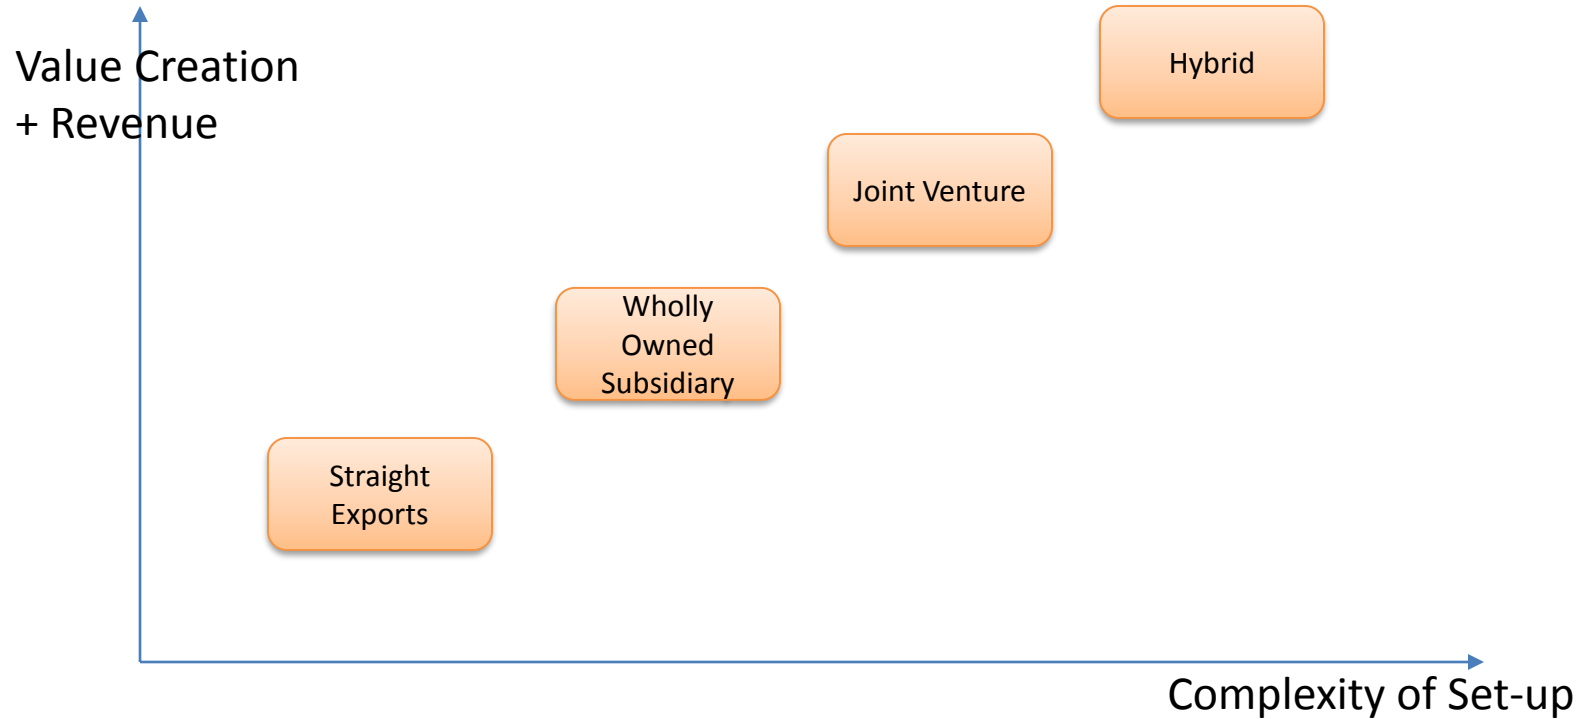 Value Creation
+ Revenue
Hybrid
Joint Venture
Wholly
Owned
Subsidiary
Straight
Exports
Complexity of Set-up